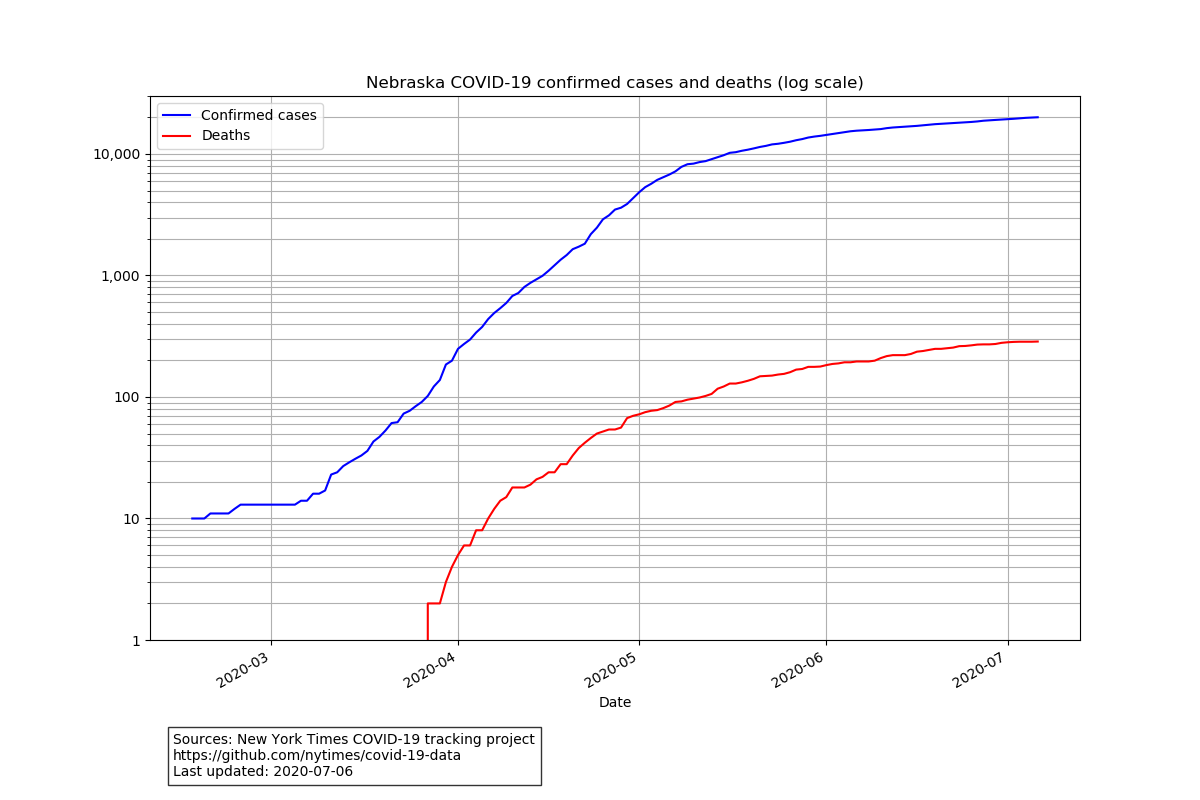 Nebraska COVID-19 confirmed cases and deaths (log scale)
Confirmed cases
Deaths
10,000
1,000
100
10
1
2020-03
2020-04
2020-05
2020-06
2020-07
Date
Sources: New York Times COVID-19 tracking project
https://github.com/nytimes/covid-19-data
Last updated: 2020-07-06